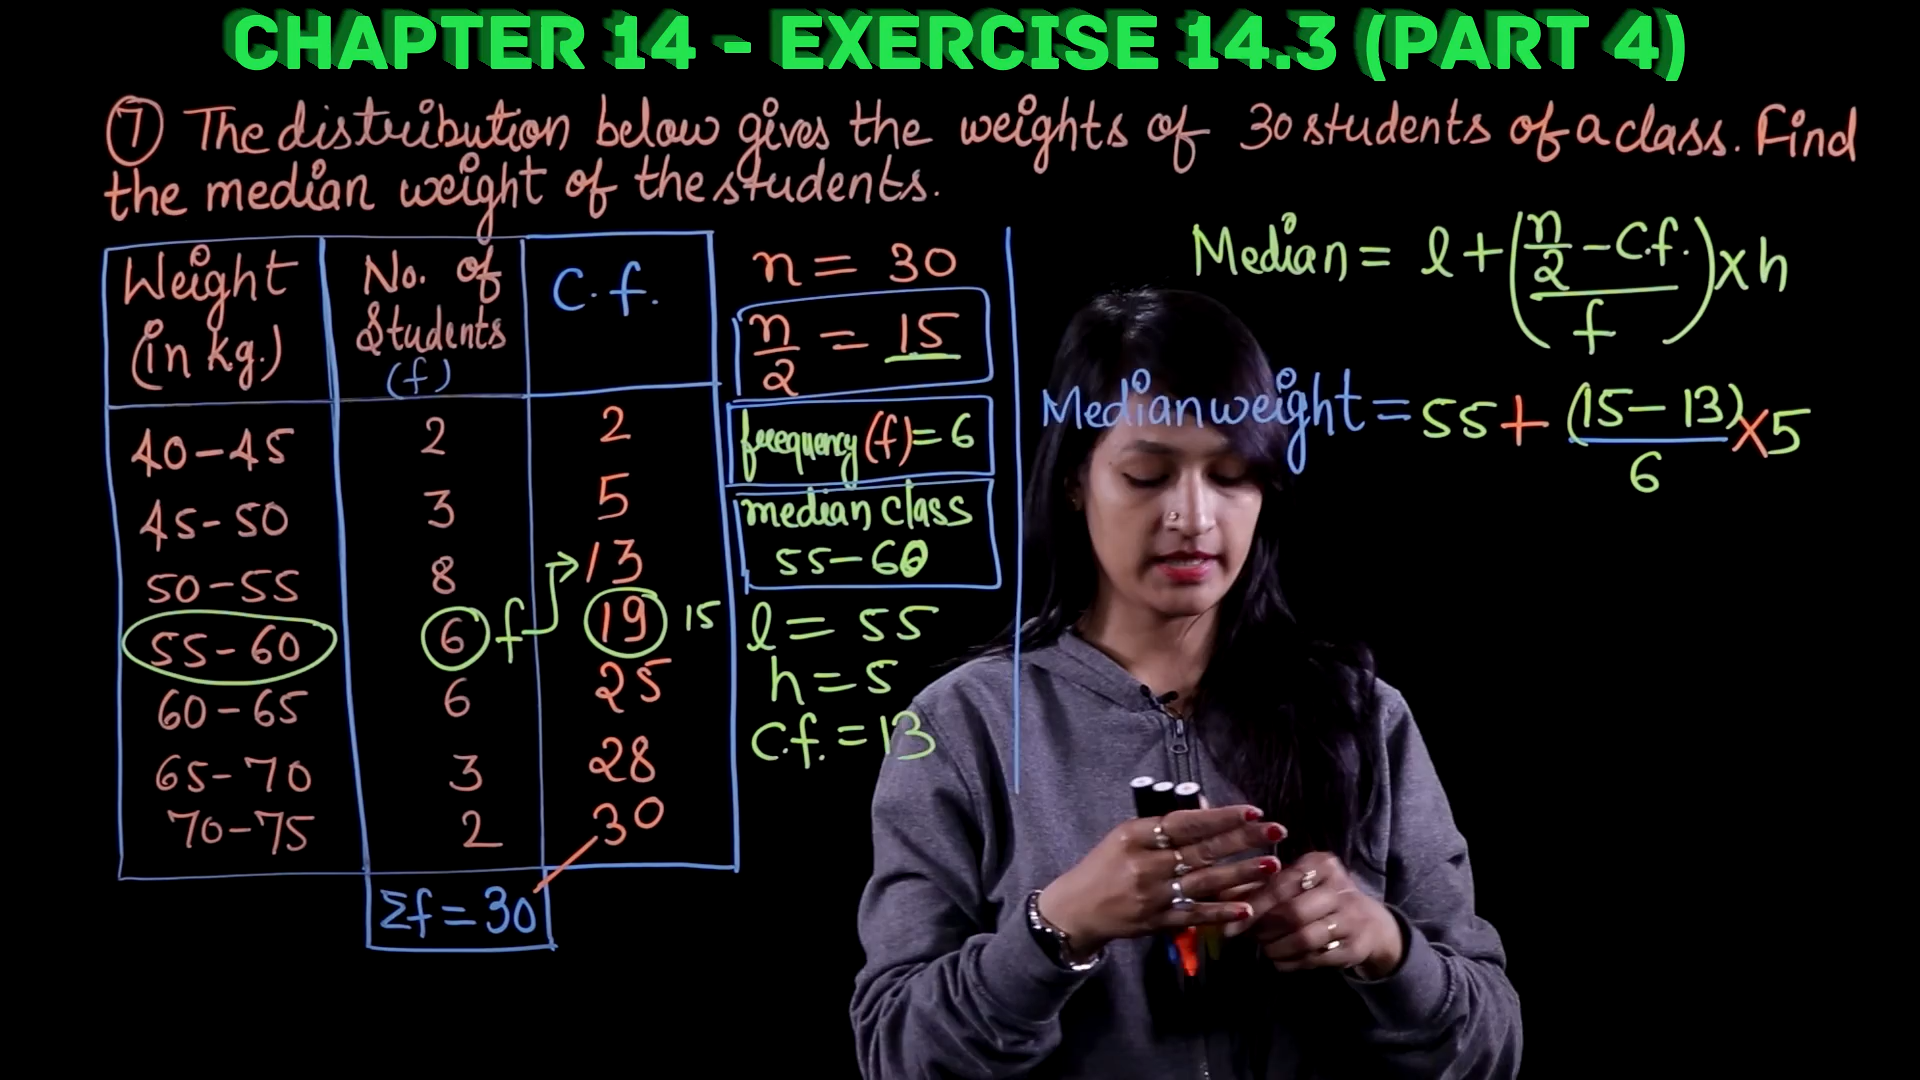 CHAPTER 14 - EXERCISE 14.3 (PART 4)
⑦ The distribution below gives the weights of 30 students of a class. Find
the median weight of the students.
Weight (in kg.) | No. of Students (f) | C.f.
40-45 | 2 | 2
45-50 | 3 | 5
50-55 | 8 | 13
55-60 | 6 f | 19 15
60-65 | 6 | 25
65-70 | 3 | 28
70-75 | 2 | 30
Σf = 30
n = 30
n/2 = 15
frequency (f) = 6
median class
55-60
l = 55
h = 5
C.f. = 13
Median = l + ((n/2 - C.f.)/f) x h
Median weight = 55 + (15 - 13)/6 x 5